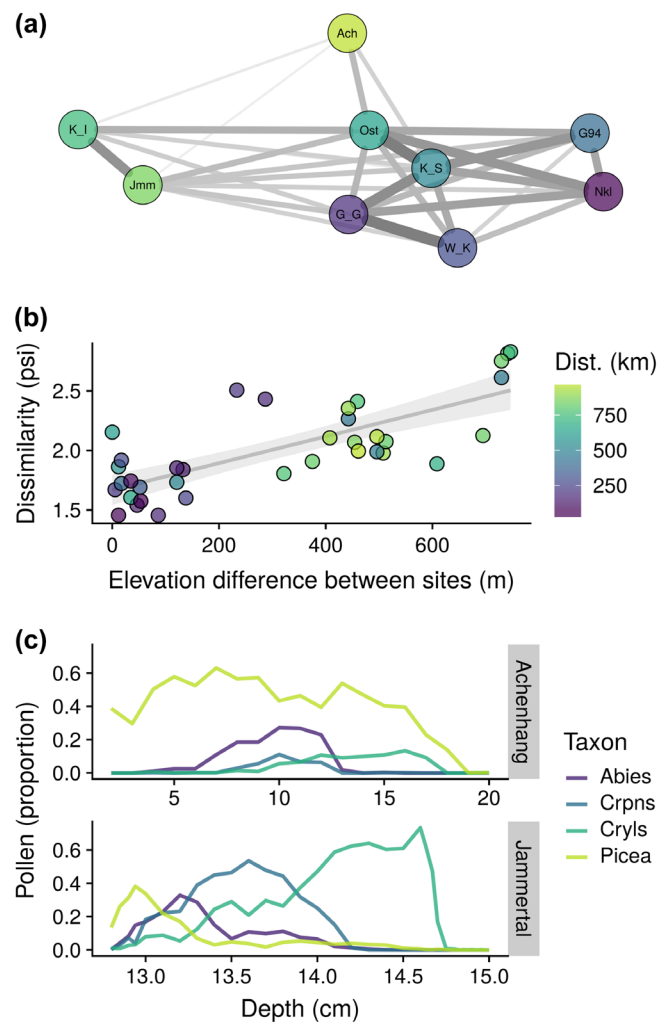 (a)
Ach
K_I
Ost
G94
K_S
Jmm
Nkl
G_G
W_K
(b)
Dissimilarity (psi)
2.5
2.0
1.5
0
200
400
600
Elevation difference between sites (m)
Dist. (km)
750
500
250
(c)
Pollen (proportion)
0.6
0.4
0.2
0.0
5
10
15
20
Achenhang
0.6
0.4
0.2
0.0
13.0
13.5
14.0
14.5
15.0
Jammertal
Depth (cm)
Taxon
Abies
Crpns
Cryls
Picea